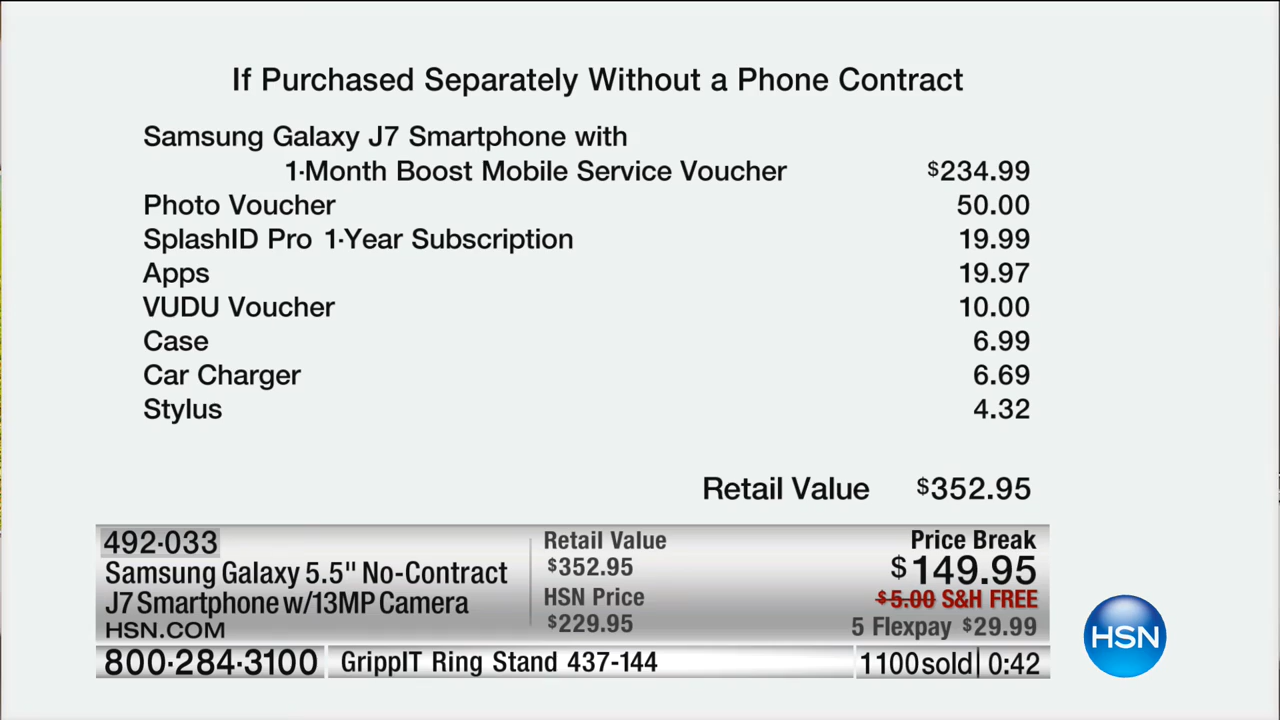 If Purchased Separately Without a Phone Contract
Samsung Galaxy J7 Smartphone with
1·Month Boost Mobile Service Voucher $234.99
Photo Voucher 50.00
SplashID Pro 1·Year Subscription 19.99
Apps 19.97
VUDU Voucher 10.00
Case 6.99
Car Charger 6.69
Stylus 4.32
Retail Value $352.95
492·033
Samsung Galaxy 5.5" No-Contract
J7 Smartphone w/13MP Camera
HSN.COM
Retail Value
$352.95
HSN Price
$229.95
Price Break
$149.95
$5.00 S&H FREE
5 Flexpay $29.99
HSN
800·284·3100 GrippIT Ring Stand 437-144 1100sold 0:42